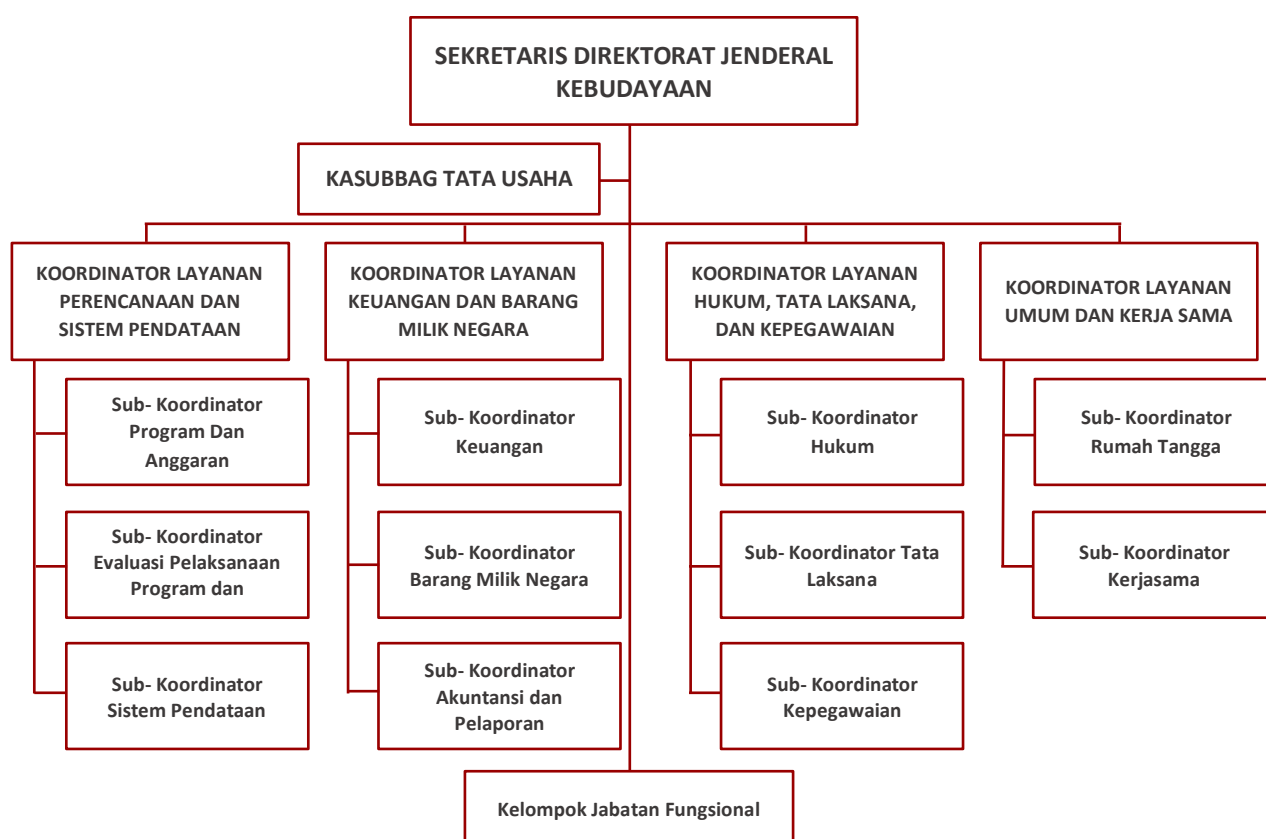 SEKRETARIS DIREKTORAT JENDERAL
KEBUDAYAAN
KASUBBAG TATA USAHA
KOORDINATOR LAYANAN
PERENCANAAN DAN
SISTEM PENDATAAN
Sub- Koordinator
Program Dan
Anggaran
Sub- Koordinator
Evaluasi Pelaksanaan
Program dan
Sub- Koordinator
Sistem Pendataan
KOORDINATOR LAYANAN
KEUANGAN DAN BARANG
MILIK NEGARA
Sub- Koordinator
Keuangan
Sub- Koordinator
Barang Milik Negara
Sub- Koordinator
Akuntansi dan
Pelaporan
KOORDINATOR LAYANAN
HUKUM, TATA LAKSANA,
DAN KEPEGAWAIAN
Sub- Koordinator
Hukum
Sub- Koordinator Tata
Laksana
Sub- Koordinator
Kepegawaian
KOORDINATOR LAYANAN
UMUM DAN KERJA SAMA
Sub- Koordinator
Rumah Tangga
Sub- Koordinator
Kerjasama
Kelompok Jabatan Fungsional